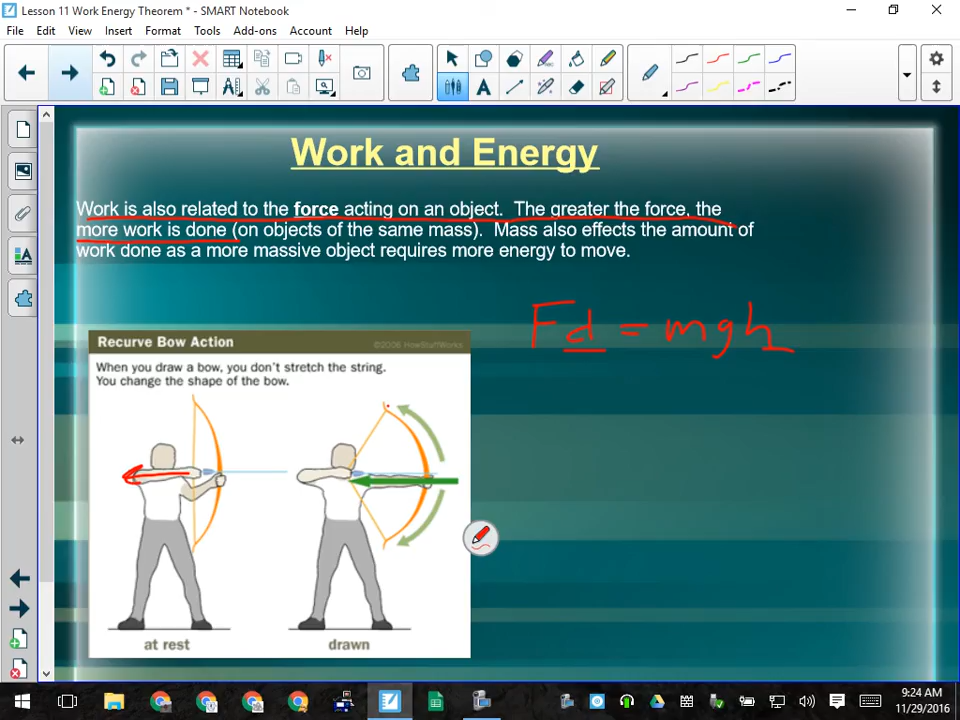 Lesson 11 Work Energy Theorem * - SMART Notebook
File Edit View Insert Format Tools Add-ons Account Help
Work and Energy
Work is also related to the force acting on an object. The greater the force, the
more work is done (on objects of the same mass). Mass also effects the amount of
work done as a more massive object requires more energy to move.
Fd = mgh
Recurve Bow Action
©2006 HowStuffWorks
When you draw a bow, you don't stretch the string.
You change the shape of the bow.
at rest
drawn
9:24 AM
11/29/2016